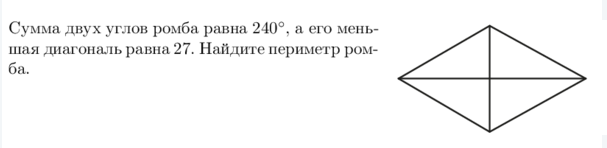 Сумма двух углов ромба равна 240°, а его мень-
шая диагональ равна 27. Найдите периметр ром-
ба.